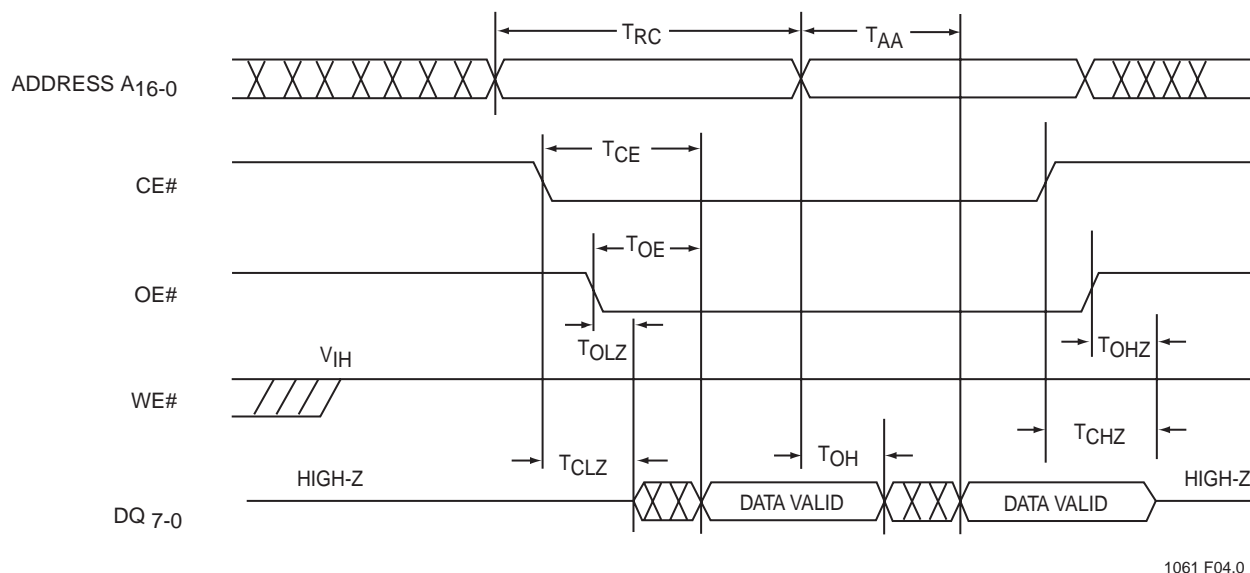 TRC
TAA
ADDRESS A16-0
TCE
CE#
TOE
OE#
TOLZ
TOHZ
VIH
WE#
TCLZ
TOH
TCHZ
HIGH-Z
HIGH-Z
DATA VALID
DATA VALID
DQ 7-0
1061 F04.0